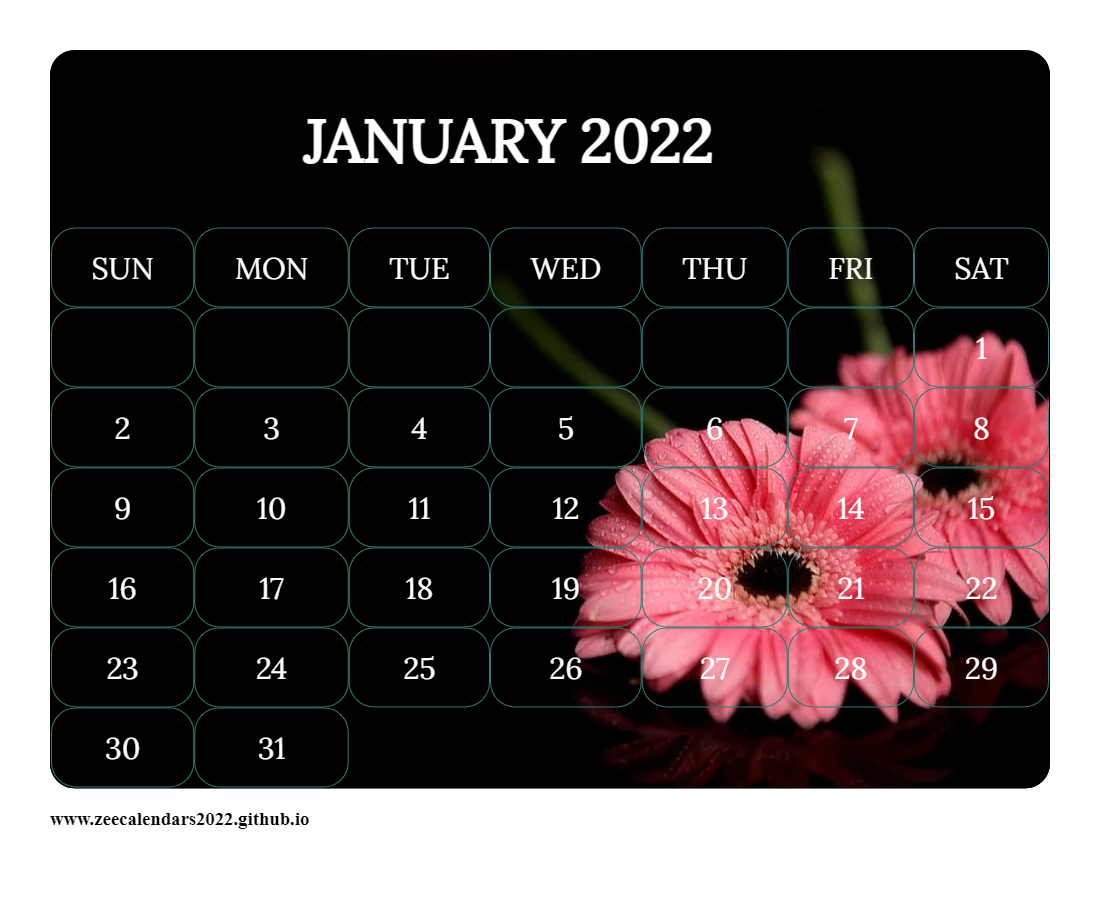 JANUARY 2022
SUN MON TUE WED THU FRI SAT
1
2 3 4 5 6 7 8
9 10 11 12 13 14 15
16 17 18 19 20 21 22
23 24 25 26 27 28 29
30 31
www.zeecalendars2022.github.io